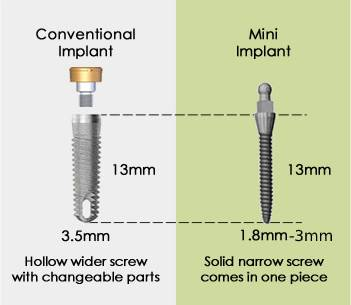 Conventional
Implant
13mm
3.5mm
Hollow wider screw
with changeable parts
Mini
Implant
13mm
1.8mm-3mm
Solid narrow screw
comes in one piece